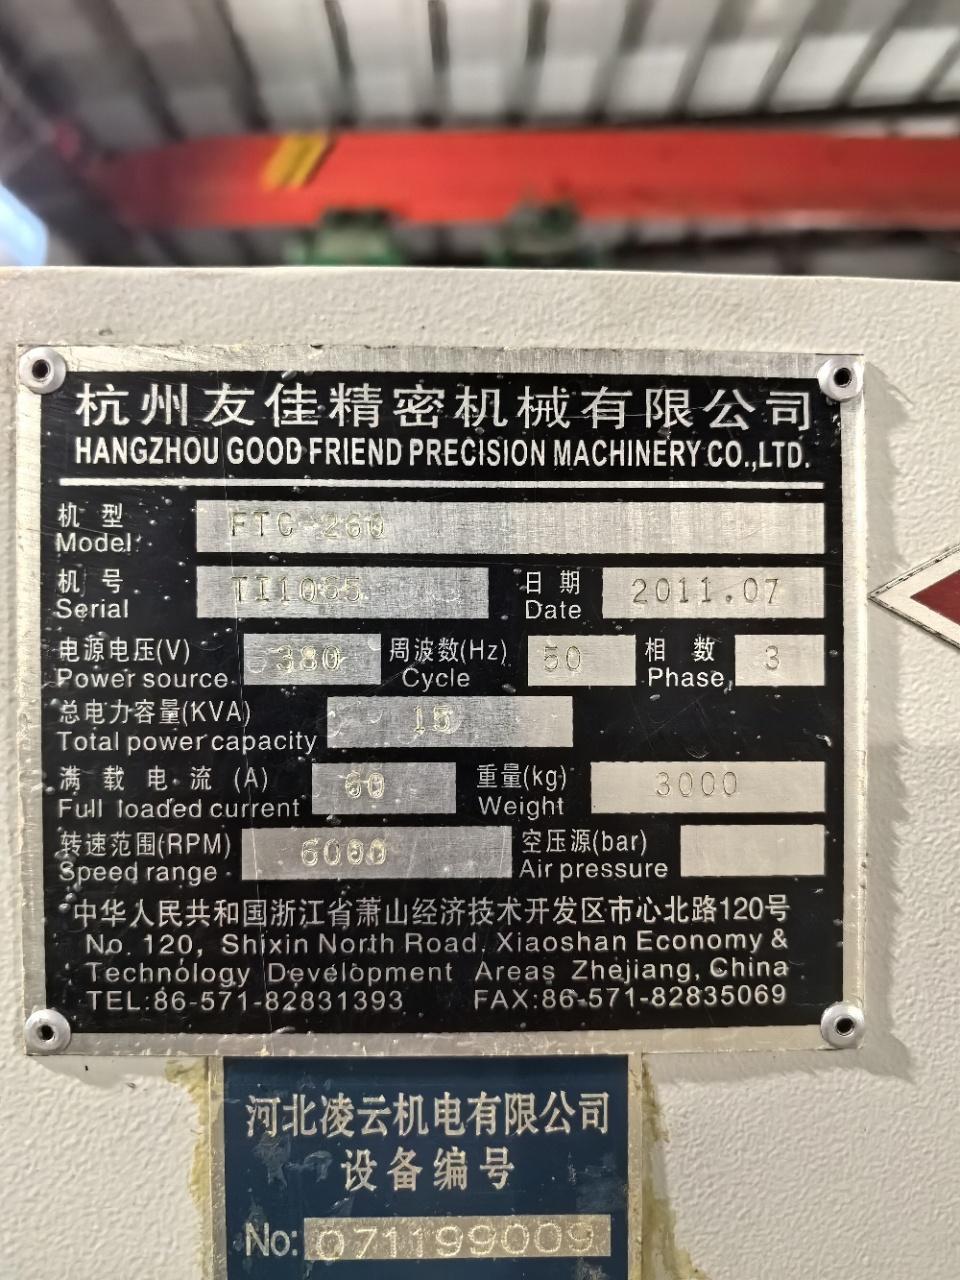 杭州友佳精密机械有限公司
HANGZHOU GOOD FRIEND PRECISION MACHINERY CO.,LTD.
机型 FTC-260
Model
机号 TI1065 日期 2011.07
Serial Date
电源电压(V) 380 周波数(Hz) 50 相数 3
Power source Cycle Phase
总电力容量(KVA) 15
Total power capacity
满载电流(A) 60 重量(kg) 3000
Full loaded current Weight
转速范围(RPM) 6000 空压源(bar)
Speed range Air pressure
中华人民共和国浙江省萧山经济技术开发区市心北路120号
No. 120, Shixin North Road. Xiaoshan Economy &
Technology Development Areas Zhejiang, China
TEL:86-571-82831393 FAX:86-571-82835069
河北凌云机电有限公司
设备编号
No: 071199009